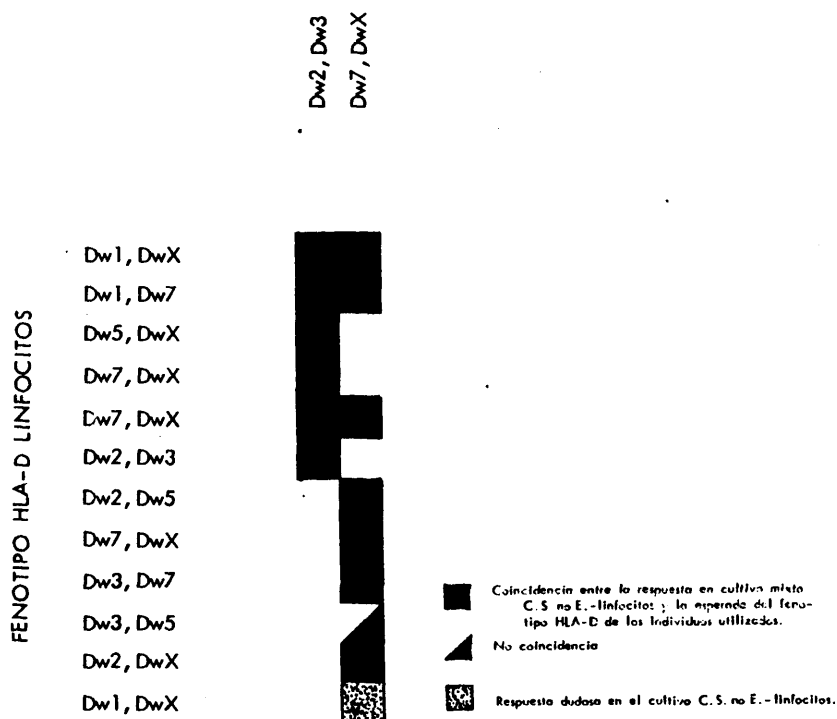 Dw2, Dw3
Dw7, DwX
FENOTIPO HLA-D LINFOCITOS
Dw1, DwX
Dw1, Dw7
Dw5, DwX
Dw7, DwX
Dw7, DwX
Dw2, Dw3
Dw2, Dw5
Dw7, DwX
Dw3, Dw7
Dw3, Dw5
Dw2, DwX
Dw1, DwX
Coincidencia entre la respuesta en cultivo mixto
C.S. no E.-linfocitos y la esperada del feno-
tipo HLA-D de los individuos utilizados.
No coincidencia
Respuesta dudosa en el cultivo C.S. no E.-linfocitos.